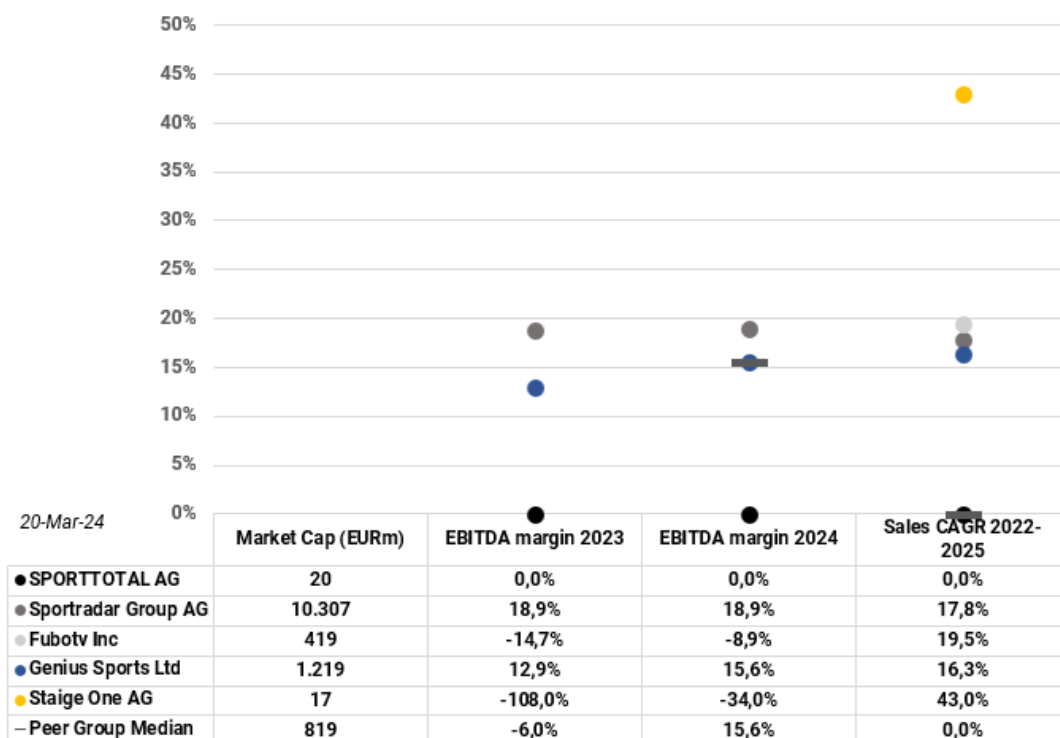 50%
45%
40%
35%
30%
25%
20%
15%
10%
5%
0%
20-Mar-24
Market Cap (EURm) EBITDA margin 2023 EBITDA margin 2024 Sales CAGR 2022-
2025
SPORTTOTAL AG 20 0,0% 0,0% 0,0%
Sportradar Group AG 10.307 18,9% 18,9% 17,8%
Fubotv Inc 419 -14,7% -8,9% 19,5%
Genius Sports Ltd 1.219 12,9% 15,6% 16,3%
Staige One AG 17 -108,0% -34,0% 43,0%
Peer Group Median 819 -6,0% 15,6% 0,0%